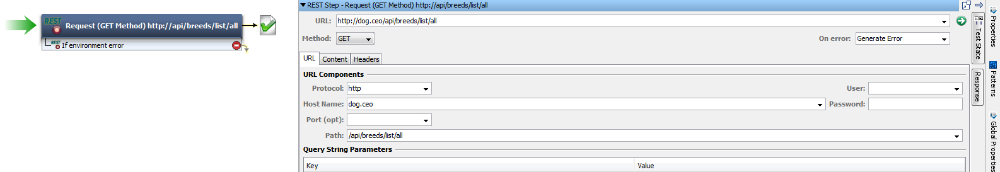 REST
Request (GET Method) http://api/breeds/list/all
REST
If environment error
REST Step - Request (GET Method) http://api/breeds/list/all
URL:
http://dog.ceo/api/breeds/list/all
Method:
GET
On error:
Generate Error
URL
Content
Headers
URL Components
Protocol:
http
User:
Host Name:
dog.ceo
Password:
Port (opt):
Path:
/api/breeds/list/all
Query String Parameters
Key
Value
Test State
Response
Properties
Patterns
Global Properties